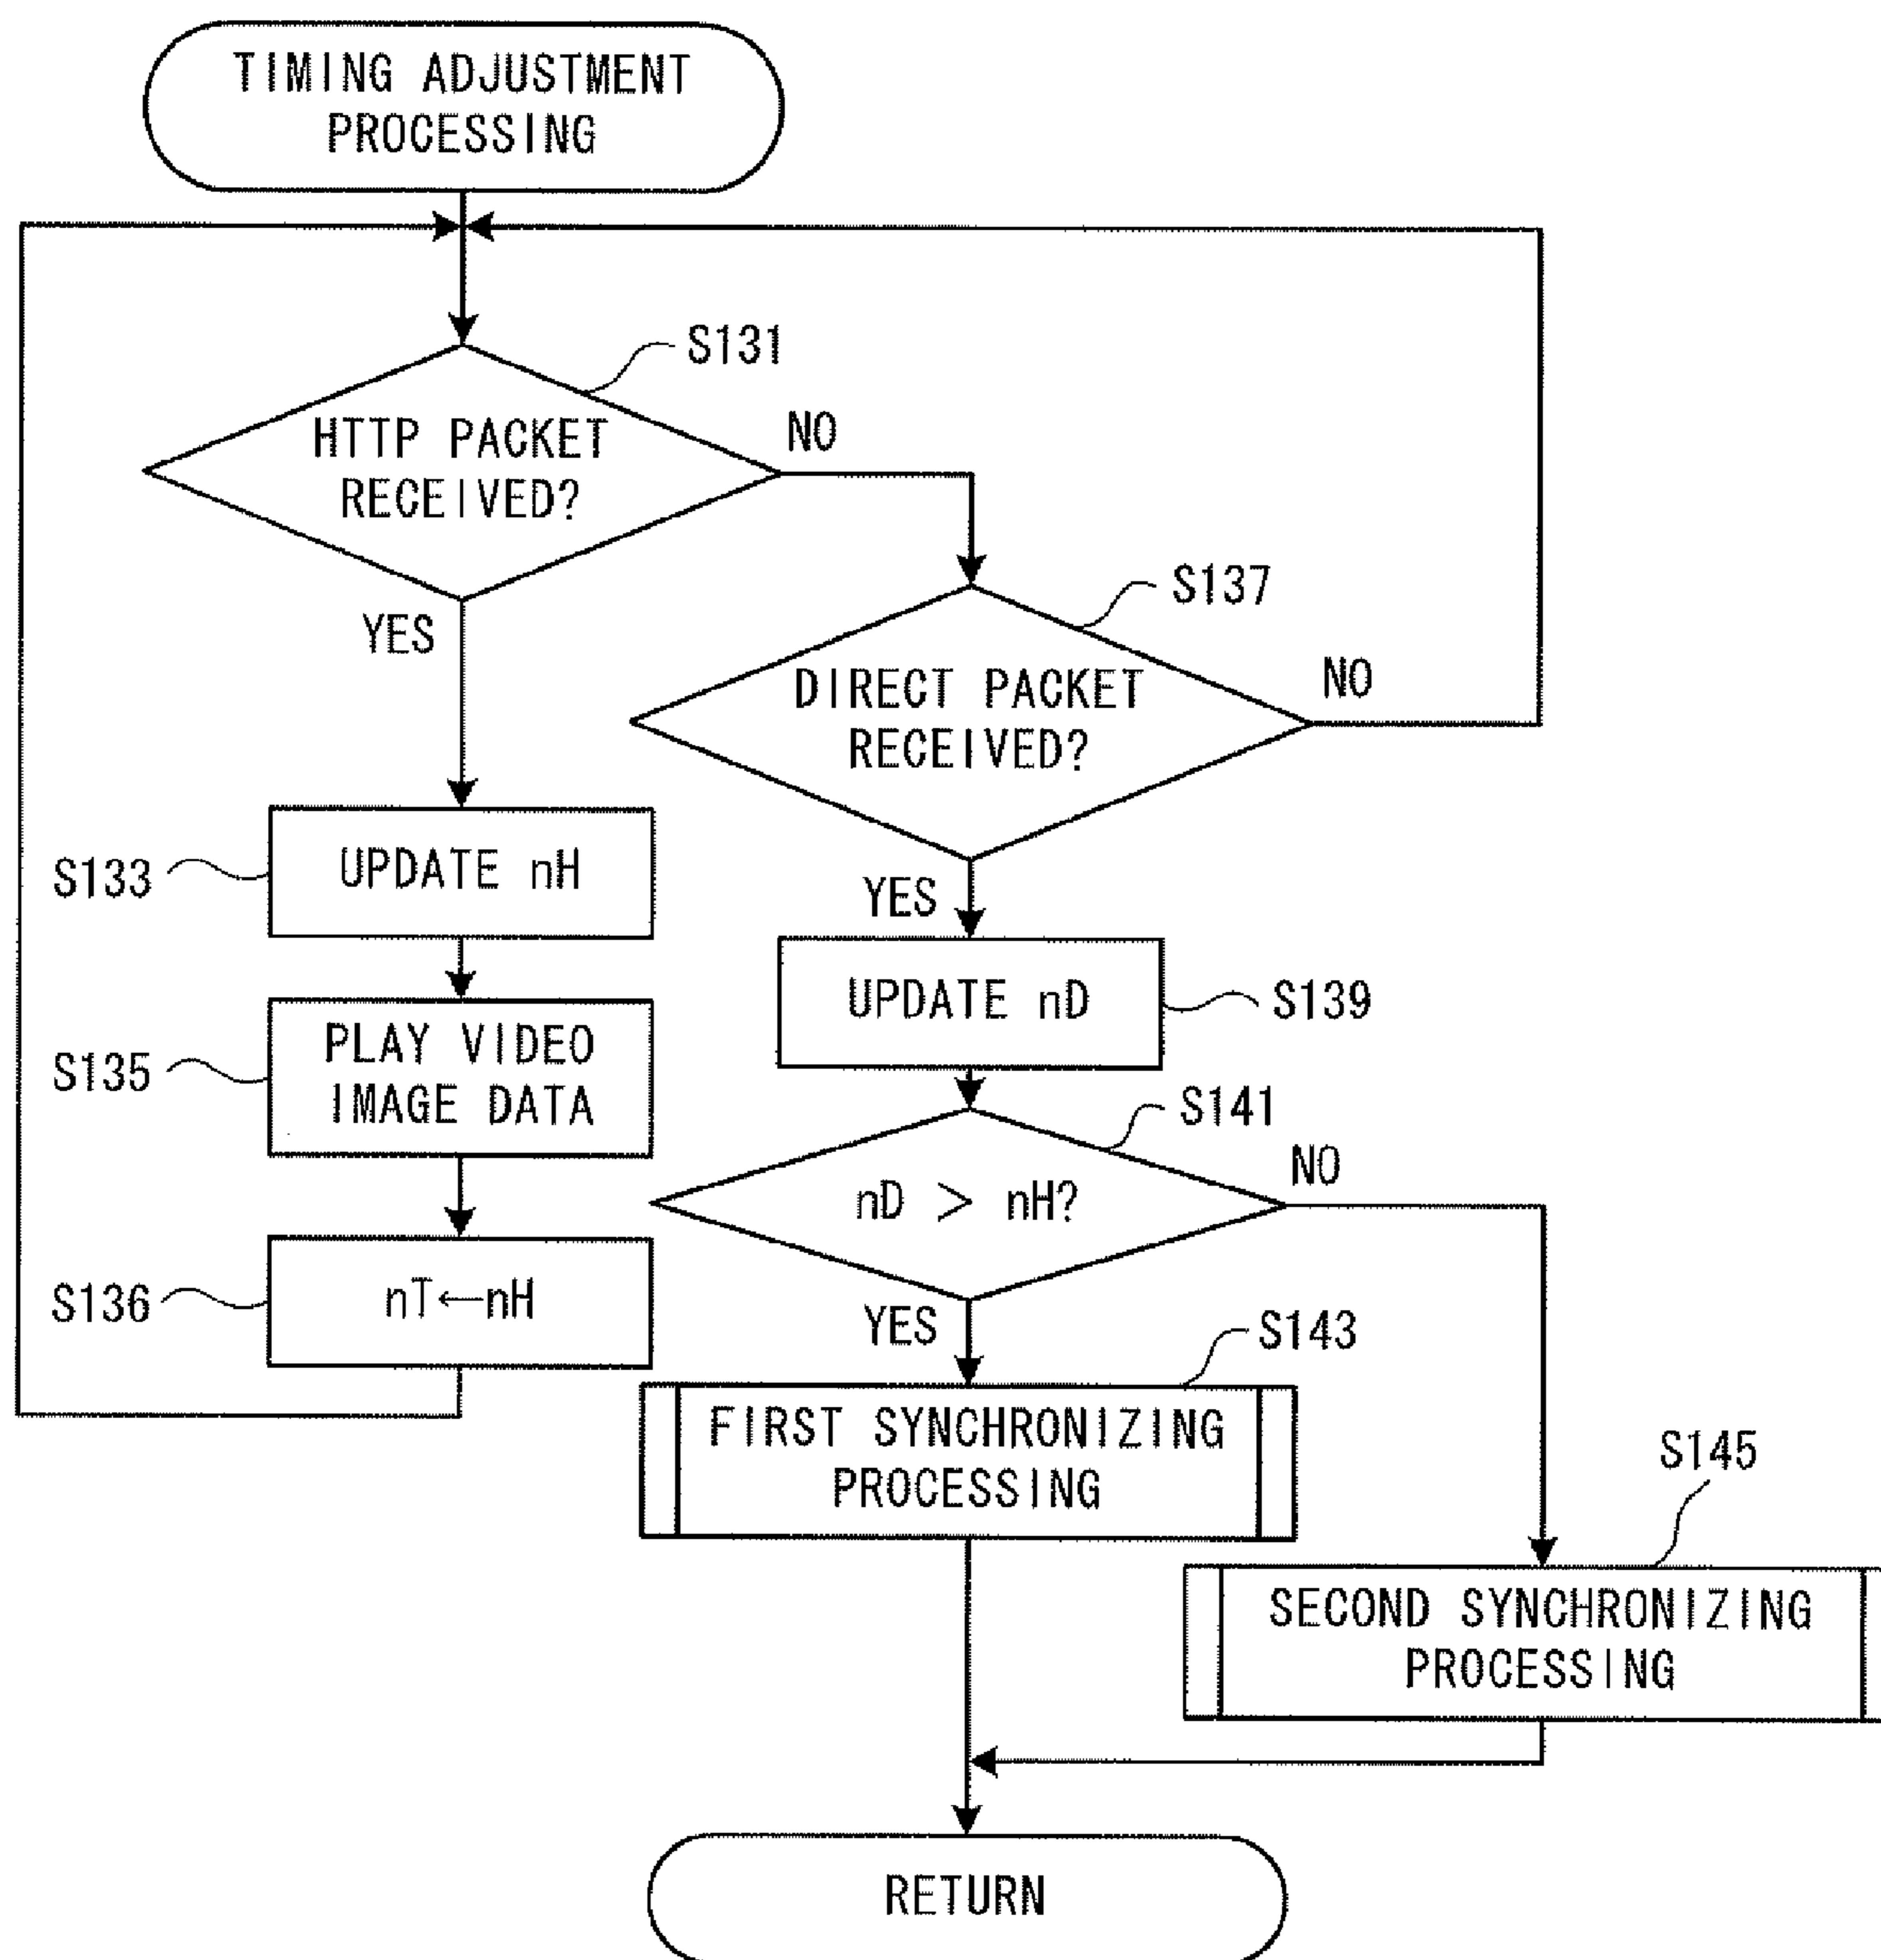 TIMING ADJUSTMENT
PROCESSING
S131
HTTP PACKET
RECEIVED?
NO
YES
S137
DIRECT PACKET
RECEIVED?
NO
YES
S133
UPDATE nH
S139
UPDATE nD
S135
PLAY VIDEO
IMAGE DATA
S141
nD > nH?
NO
YES
S136
nT←nH
S143
FIRST SYNCHRONIZING
PROCESSING
S145
SECOND SYNCHRONIZING
PROCESSING
RETURN